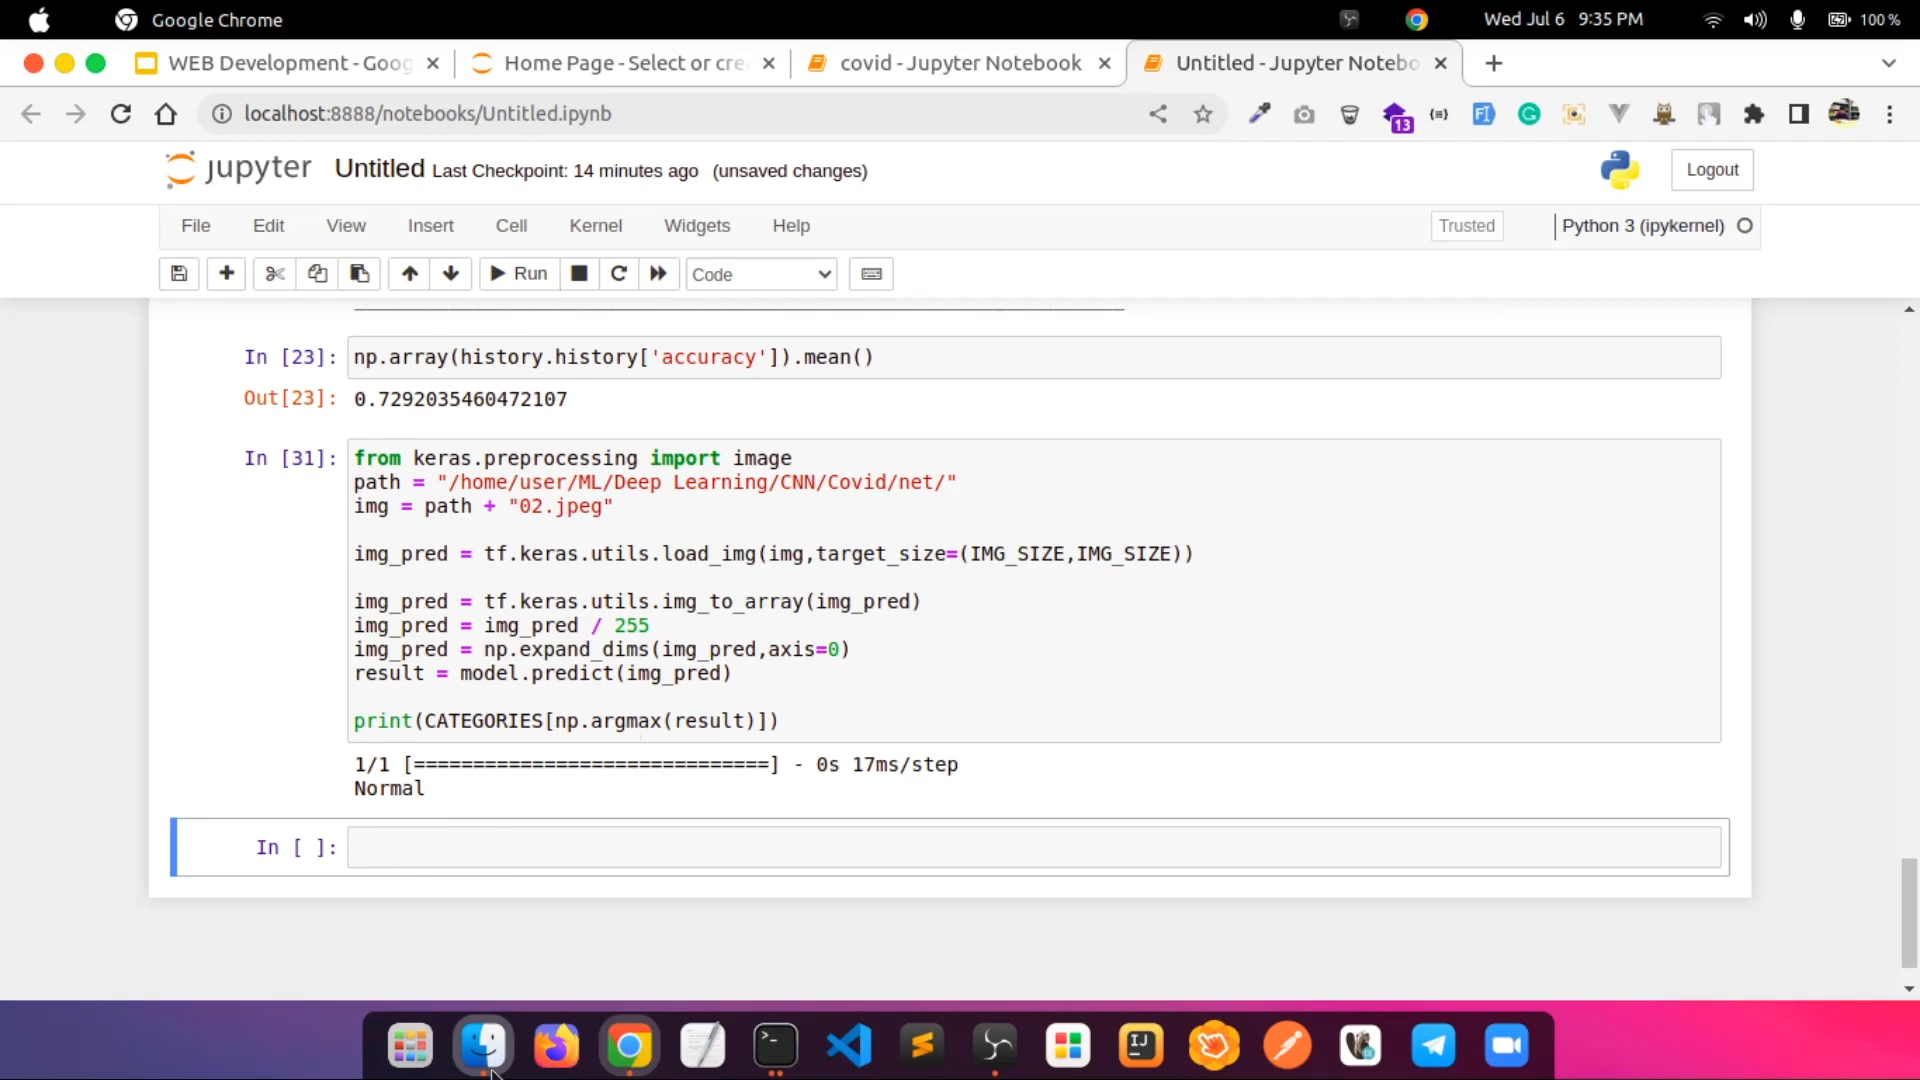 Google Chrome
Wed Jul 6 9:35 PM
100 %
WEB Development - Goog
Home Page - Select or cre
covid - Jupyter Notebook
Untitled - Jupyter Notebo
localhost:8888/notebooks/Untitled.ipynb
13
jupyter Untitled Last Checkpoint: 14 minutes ago (unsaved changes)
Logout
File Edit View Insert Cell Kernel Widgets Help
Trusted
Python 3 (ipykernel)
Run
Code
In [23]: np.array(history.history['accuracy']).mean()
Out[23]: 0.7292035460472107
In [31]: from keras.preprocessing import image
path = "/home/user/ML/Deep Learning/CNN/Covid/net/"
img = path + "02.jpeg"
img_pred = tf.keras.utils.load_img(img,target_size=(IMG_SIZE,IMG_SIZE))
img_pred = tf.keras.utils.img_to_array(img_pred)
img_pred = img_pred / 255
img_pred = np.expand_dims(img_pred,axis=0)
result = model.predict(img_pred)
print(CATEGORIES[np.argmax(result)])
1/1 [==============================] - 0s 17ms/step
Normal
In [ ]:
IJ